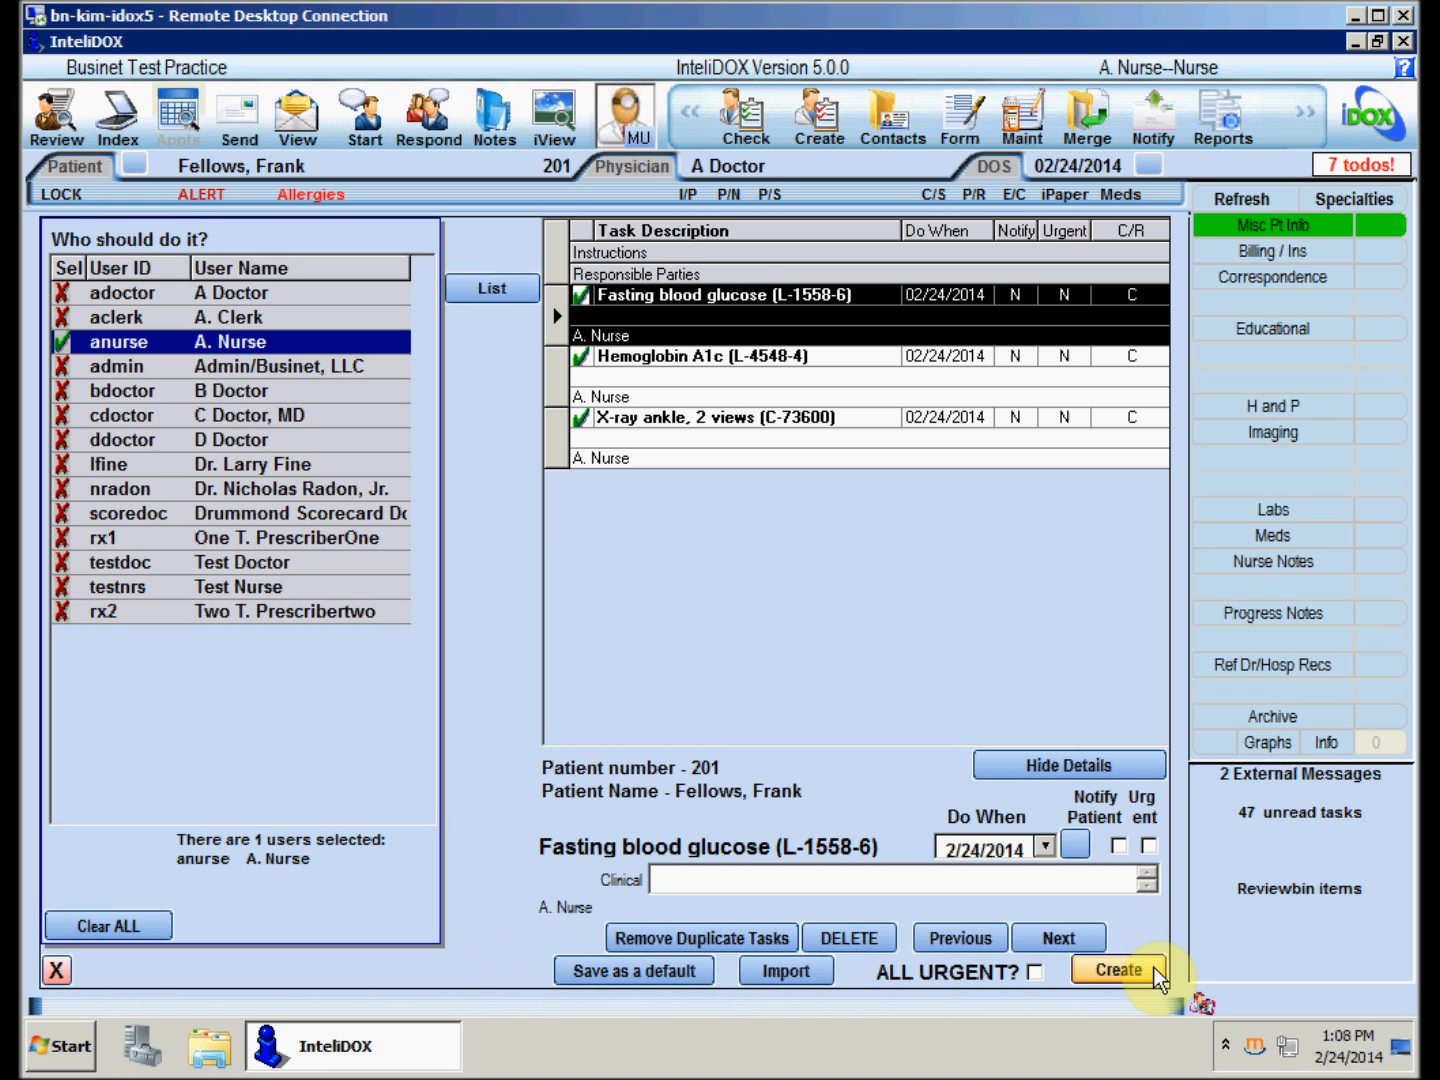 bn-kim-idox5 - Remote Desktop Connection
InteliDOX
Businet Test Practice InteliDOX Version 5.0.0 A. Nurse--Nurse ?
Review Index Appts Send View Start Respond Notes iView MU Check Create Contacts Form Maint Merge Notify Reports iDOX
Patient Fellows, Frank 201 Physician A Doctor DOS 02/24/2014 7 todos!
LOCK ALERT Allergies I/P P/N P/S C/S P/R E/C iPaper Meds
Refresh Specialties
Who should do it?
Sel User ID User Name
adoctor A Doctor
aclerk A. Clerk
anurse A. Nurse
admin Admin/Businet, LLC
bdoctor B Doctor
cdoctor C Doctor, MD
ddoctor D Doctor
lfine Dr. Larry Fine
nradon Dr. Nicholas Radon, Jr.
scoredoc Drummond Scorecard Dc
rx1 One T. PrescriberOne
testdoc Test Doctor
testnrs Test Nurse
rx2 Two T. Prescribertwo
There are 1 users selected:
anurse A. Nurse
Clear ALL
X
List
Task Description Do When Notify Urgent C/R
Instructions
Responsible Parties
Fasting blood glucose (L-1558-6) 02/24/2014 N N C
A. Nurse
Hemoglobin A1c (L-4548-4) 02/24/2014 N N C
A. Nurse
X-ray ankle, 2 views (C-73600) 02/24/2014 N N C
A. Nurse
Patient number - 201
Patient Name - Fellows, Frank
Hide Details
Do When Notify Patient Urg ent
Fasting blood glucose (L-1558-6) 2/24/2014
Clinical
A. Nurse
Remove Duplicate Tasks DELETE Previous Next
Save as a default Import ALL URGENT? Create
Misc Pt Info
Billing / Ins
Correspondence
Educational
H and P
Imaging
Labs
Meds
Nurse Notes
Progress Notes
Ref Dr/Hosp Recs
Archive
Graphs Info 0
2 External Messages
47 unread tasks
Reviewbin items
Start InteliDOX 1:08 PM
2/24/2014